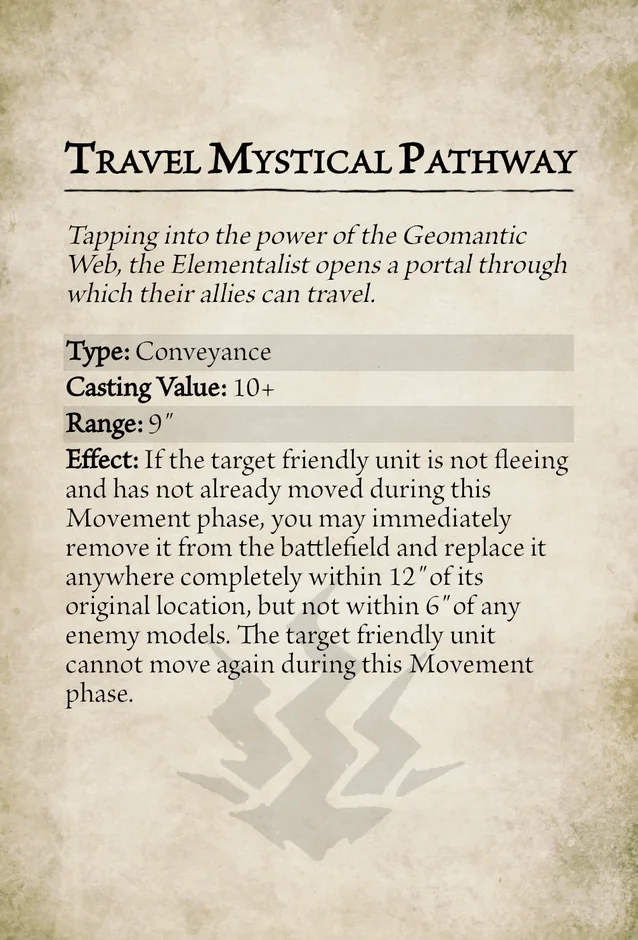 Travel Mystical Pathway
Tapping into the power of the Geomantic
Web, the Elementalist opens a portal through
which their allies can travel.
Type: Conveyance
Casting Value: 10+
Range: 9"
Effect: If the target friendly unit is not fleeing
and has not already moved during this
Movement phase, you may immediately
remove it from the battlefield and replace it
anywhere completely within 12" of its
original location, but not within 6" of any
enemy models. The target friendly unit
cannot move again during this Movement
phase.